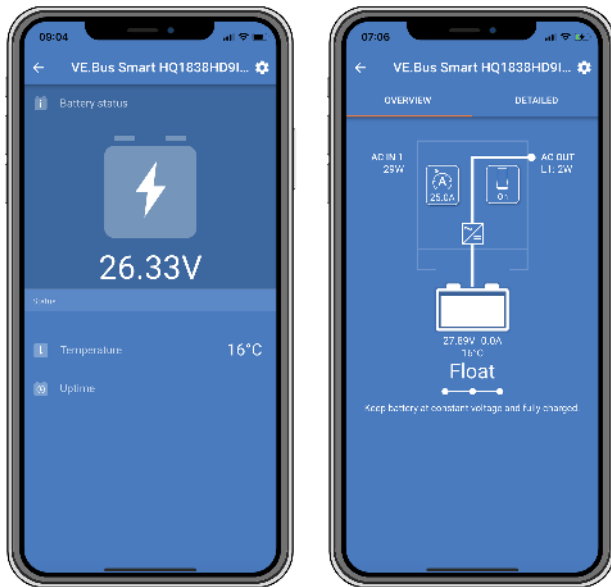 09:04
VE.Bus Smart HQ1838HD9I...
Battery status
26.33V
Status
Temperature 16°C
Uptime
07:06
VE.Bus Smart HQ1838HD9I...
OVERVIEW DETAILED
AC IN 1
29W
AC OUT
L1: 2W
A
25.0A
On
27.89V 0.0A
16°C
Float
Keep battery at constant voltage and fully charged.